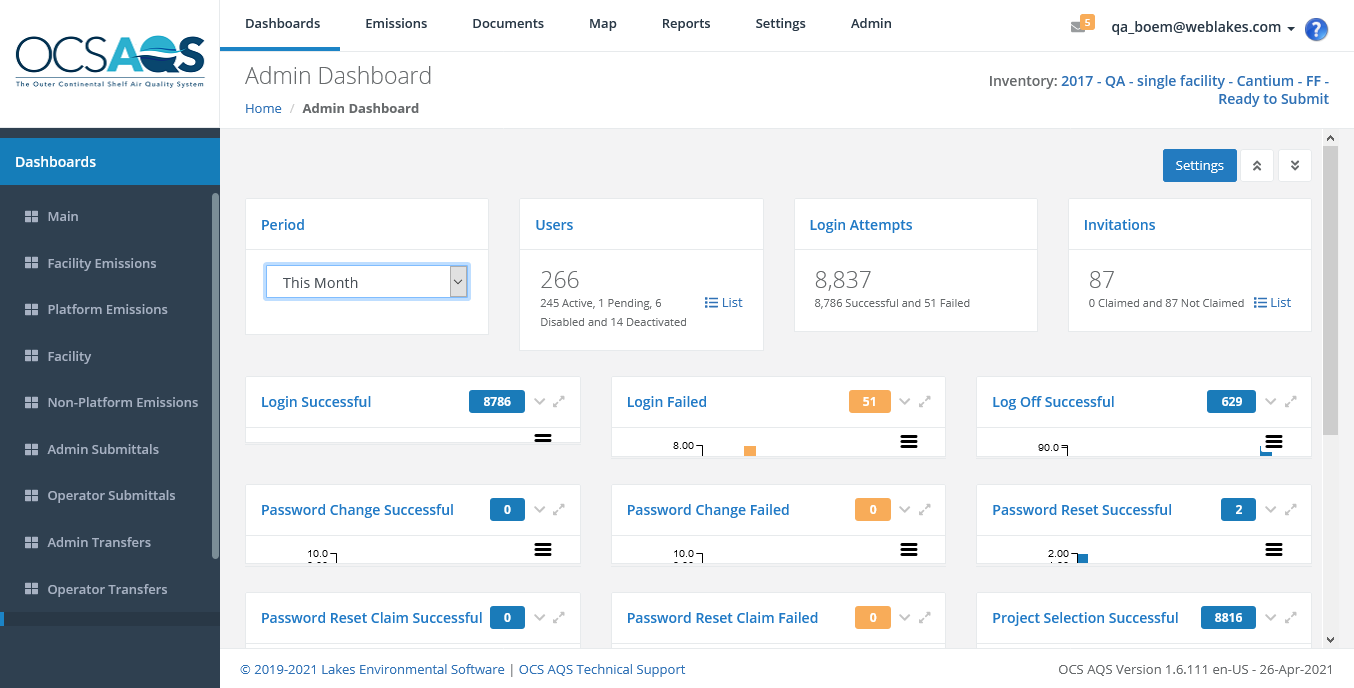 OCSAQS
The Outer Continental Shelf Air Quality System
Dashboards
Emissions
Documents
Map
Reports
Settings
Admin
5
qa_boem@weblakes.com
?
Admin Dashboard
Home / Admin Dashboard
Inventory: 2017 - QA - single facility - Cantium - FF -
Ready to Submit
Dashboards
Main
Facility Emissions
Platform Emissions
Facility
Non-Platform Emissions
Admin Submittals
Operator Submittals
Admin Transfers
Operator Transfers
Settings
Period
This Month
Users
266
245 Active, 1 Pending, 6
Disabled and 14 Deactivated
List
Login Attempts
8,837
8,786 Successful and 51 Failed
Invitations
87
0 Claimed and 87 Not Claimed
List
Login Successful
8786
Login Failed
51
8.00
Log Off Successful
629
90.0
Password Change Successful
0
10.0
Password Change Failed
0
10.0
Password Reset Successful
2
2.00
Password Reset Claim Successful
0
Password Reset Claim Failed
0
Project Selection Successful
8816
© 2019-2021 Lakes Environmental Software | OCS AQS Technical Support
OCS AQS Version 1.6.111 en-US - 26-Apr-2021